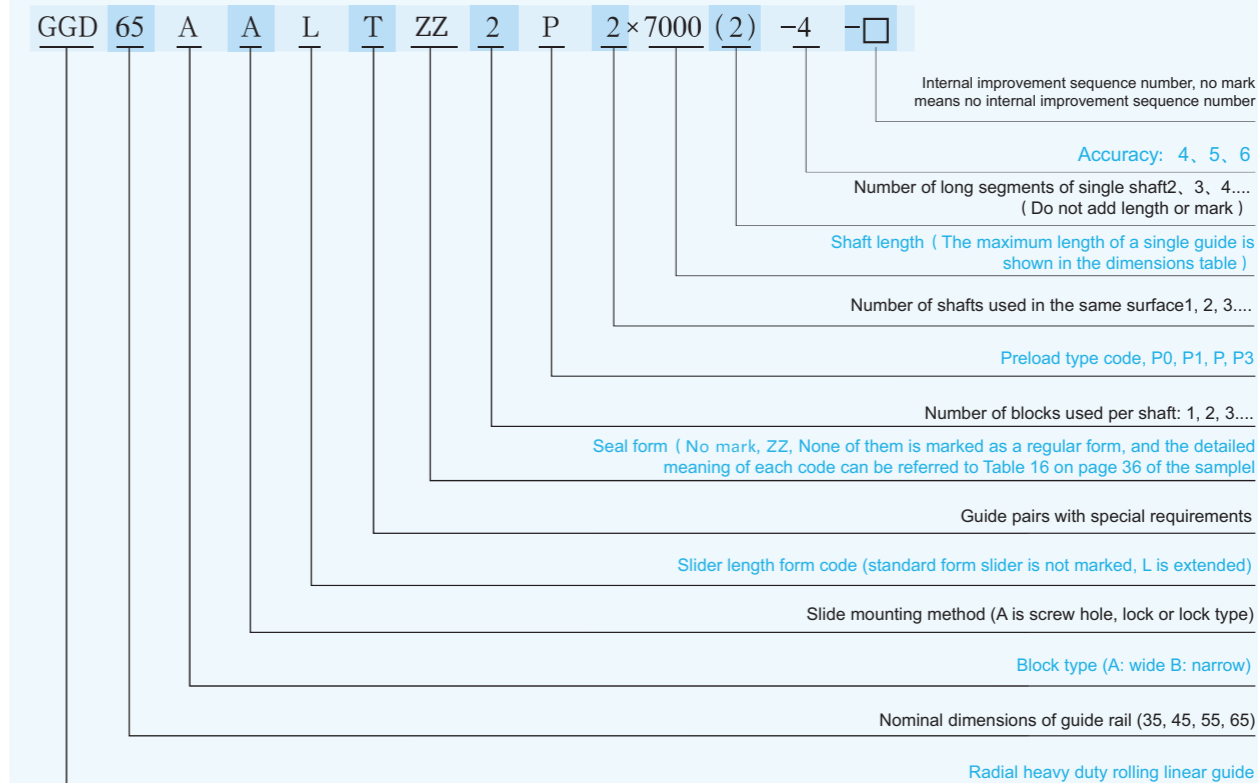 GGD 65 A A L T ZZ 2 P 2×7000 (2) -4 -□
Internal improvement sequence number, no mark
means no internal improvement sequence number
Accuracy: 4、5、6
Number of long segments of single shaft2、3、4....
( Do not add length or mark )
Shaft length ( The maximum length of a single guide is
shown in the dimensions table )
Number of shafts used in the same surface1, 2, 3....
Preload type code, P0, P1, P, P3
Number of blocks used per shaft: 1, 2, 3....
Seal form ( No mark, ZZ, None of them is marked as a regular form, and the detailed
meaning of each code can be referred to Table 16 on page 36 of the samplel
Guide pairs with special requirements
Slider length form code (standard form slider is not marked, L is extended)
Slide mounting method (A is screw hole, lock or lock type)
Block type (A: wide B: narrow)
Nominal dimensions of guide rail (35, 45, 55, 65)
Radial heavy duty rolling linear guide